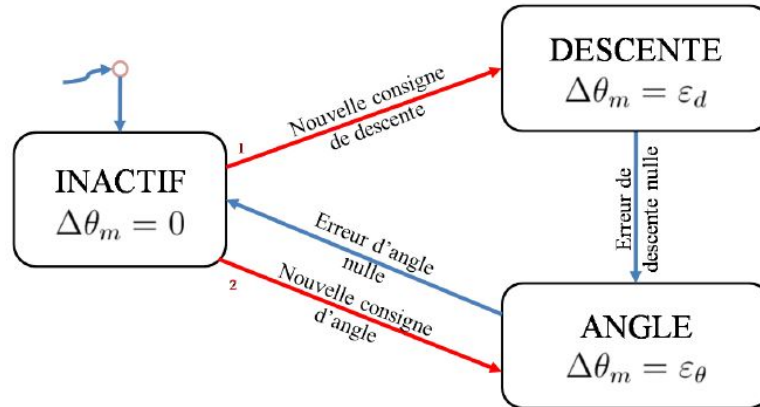 DESCENTE
Δθm = εd
Nouvelle consigne
de descente
1
INACTIF
Δθm = 0
Erreur de
descente nulle
Erreur d'angle
nulle
2
Nouvelle consigne
d'angle
ANGLE
Δθm = εθ